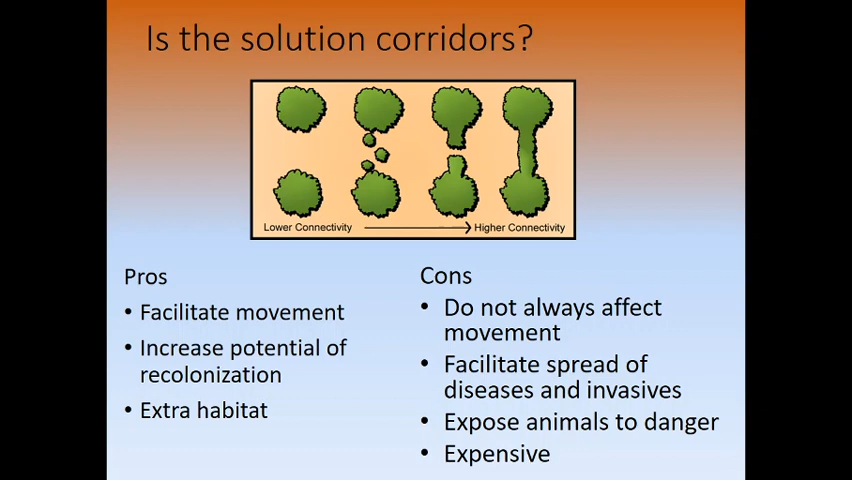 Is the solution corridors?
Lower Connectivity
Higher Connectivity
Pros
• Facilitate movement
• Increase potential of
recolonization
• Extra habitat
Cons
• Do not always affect
movement
• Facilitate spread of
diseases and invasives
• Expose animals to danger
• Expensive